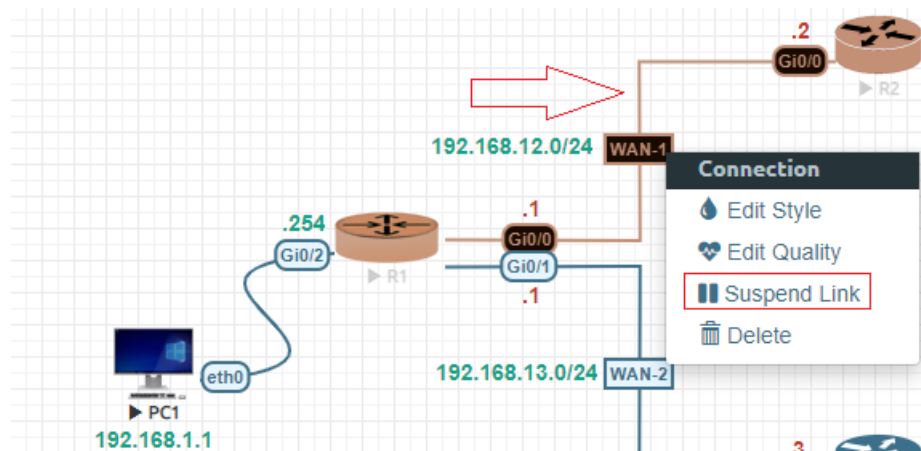 .2
Gi0/0
R2
192.168.12.0/24 WAN-1
Connection
Edit Style
Edit Quality
Suspend Link
Delete
.254
.1
Gi0/0
Gi0/2
R1
Gi0/1
.1
eth0
PC1
192.168.1.1
192.168.13.0/24 WAN-2
.3